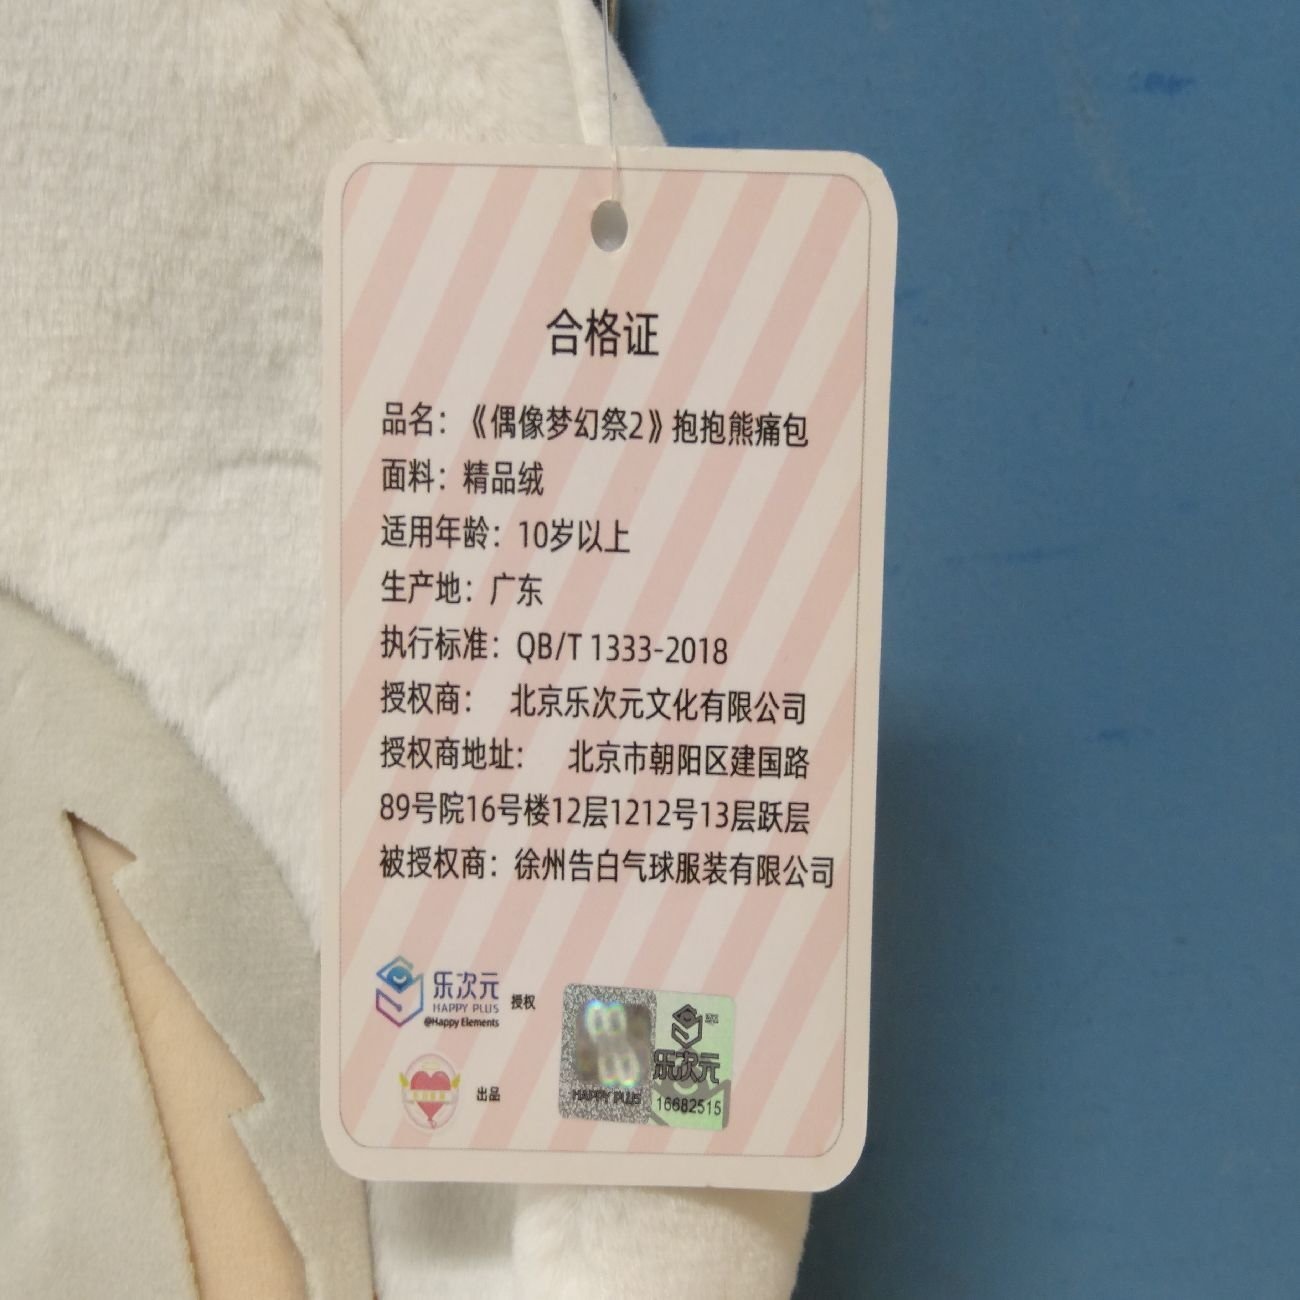 合格证
品名：《偶像梦幻祭2》抱抱熊痛包
面料：精品绒
适用年龄：10岁以上
生产地：广东
执行标准：QB/T 1333-2018
授权商： 北京乐次元文化有限公司
授权商地址： 北京市朝阳区建国路
89号院16号楼12层1212号13层跃层
被授权商：徐州告白气球服装有限公司
乐次元 授权
HAPPY PLUS
@Happy Elements
出品
HAPPY PLUS
乐次元
16682515